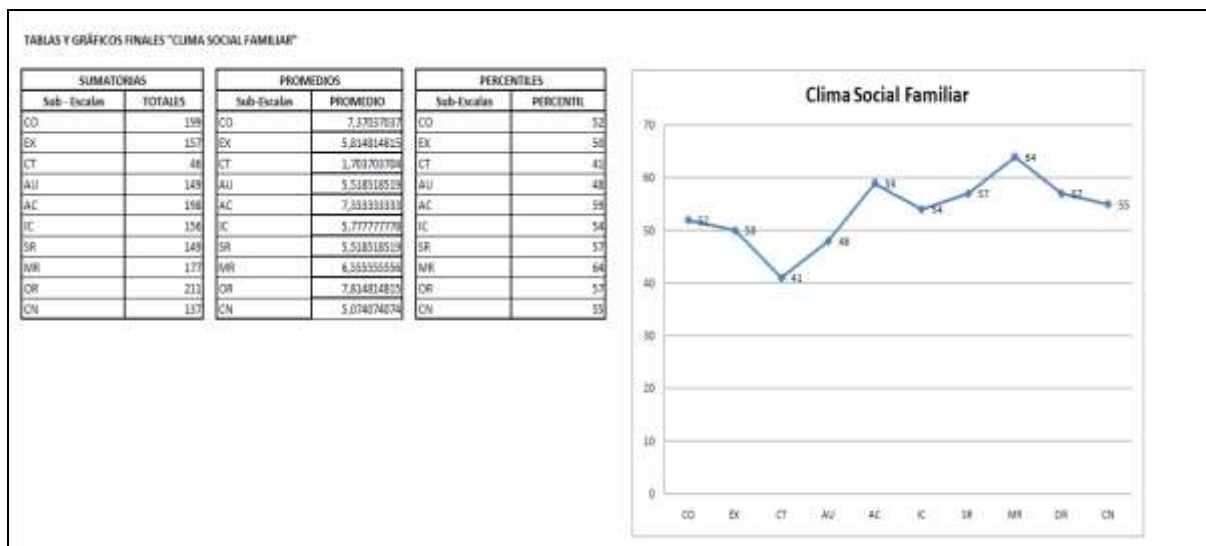 TABLAS Y GRÁFICOS FINALES "CLIMA SOCIAL FAMILIAR"
SUMATORIAS
Sub - Escalas TOTALES
CO 199
EX 157
CT 46
AU 149
AC 198
IC 156
SR 149
MR 177
OR 211
CN 137
PROMEDIOS
Sub-Escalas PROMEDIO
CO 7,37037037
EX 5,814814815
CT 1,703703704
AU 5,518518519
AC 7,333333333
IC 5,777777778
SR 5,518518519
MR 6,555555556
OR 7,814814815
CN 5,074074074
PERCENTILES
Sub-Escalas PERCENTIL
CO 52
EX 50
CT 41
AU 48
AC 59
IC 54
SR 57
MR 64
OR 57
CN 55
Clima Social Familiar
70
60
50
40
30
20
10
0
52 50 41 48 59 54 57 64 57 55
CO EX CT AU AC IC SR MR OR CN